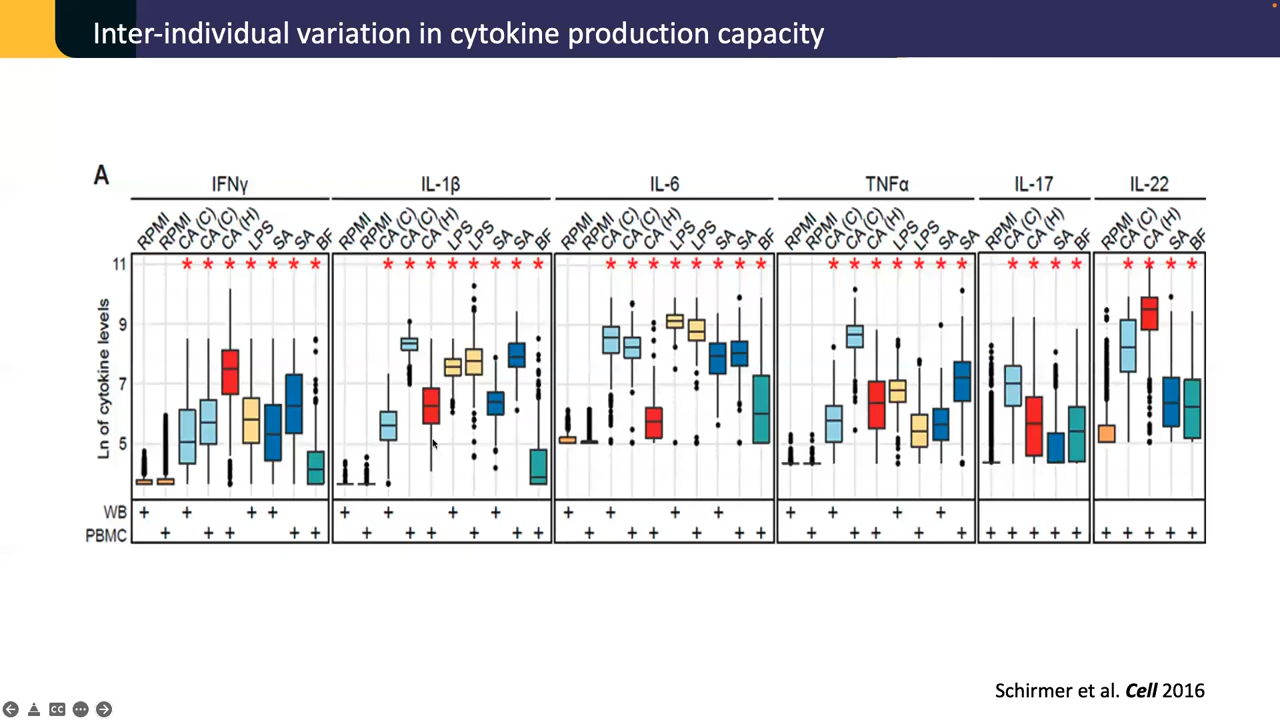 Inter-individual variation in cytokine production capacity
A
IFNγ IL-1β IL-6 TNFα IL-17 IL-22
RPMI RPMI CA (C) CA (C) CA (H) LPS SA SA BF RPMI RPMI CA (C) CA (C) CA (H) LPS LPS SA SA BF RPMI RPMI CA (C) CA (C) CA (H) LPS LPS SA SA BF RPMI RPMI CA (C) CA (C) CA (H) LPS LPS SA SA RPMI CA (C) CA (H) SA BF RPMI CA (C) CA (H) SA BF
11 * * * * * * * * * * * * * * * * * * * * * * * * * * * * * * * * * * * * *
9
7
5
Ln of cytokine levels
WB + + + + + + + + + + + + + + + +
PBMC + + + + + + + + + + + + + + + + + + + + + + + + + + + + +
Schirmer et al. Cell 2016
CC